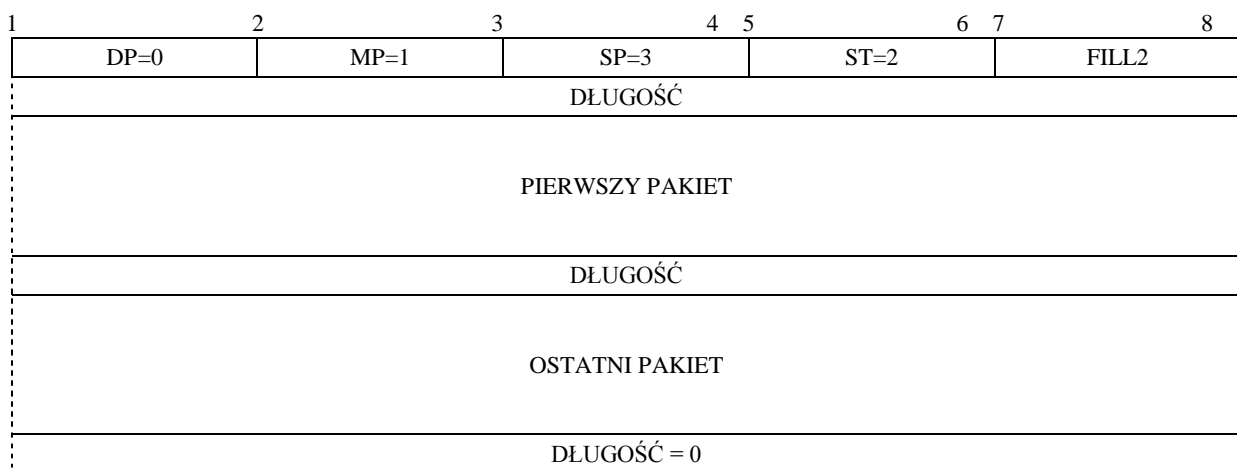 1 2 3 4 5 6 7 8
DP=0 MP=1 SP=3 ST=2 FILL2
DŁUGOŚĆ
PIERWSZY PAKIET
DŁUGOŚĆ
OSTATNI PAKIET
DŁUGOŚĆ = 0